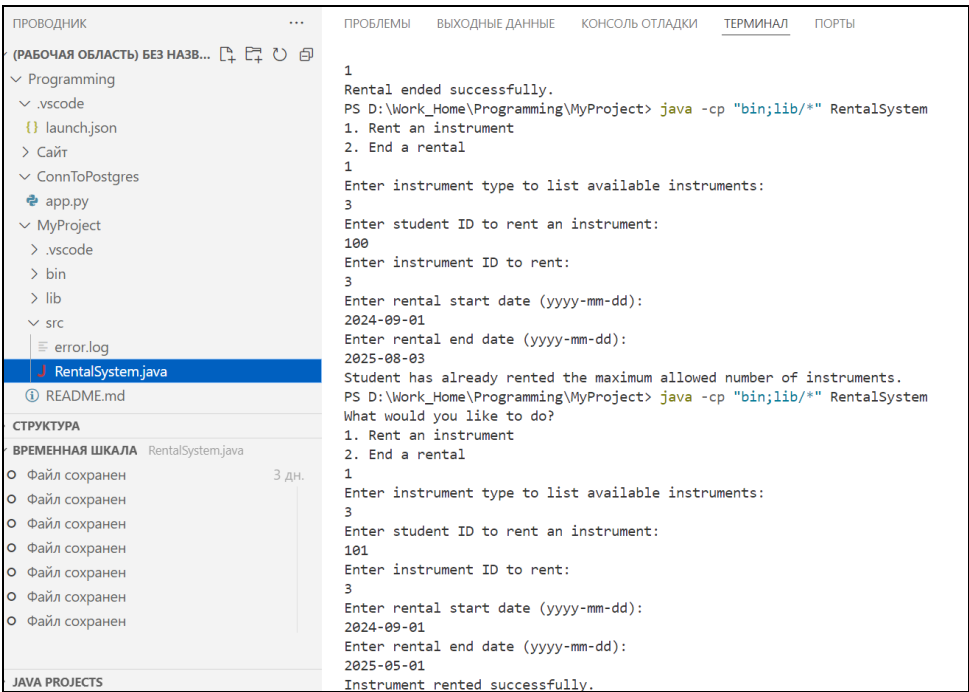 ПРОВОДНИК
(РАБОЧАЯ ОБЛАСТЬ) БЕЗ НАЗВ...
Programming
.vscode
{} launch.json
Сайт
ConnToPostgres
app.py
MyProject
.vscode
bin
lib
src
error.log
J RentalSystem.java
README.md
СТРУКТУРА
ВРЕМЕННАЯ ШКАЛА RentalSystem.java
Файл сохранен 3 дн.
Файл сохранен
Файл сохранен
Файл сохранен
Файл сохранен
Файл сохранен
Файл сохранен
JAVA PROJECTS
ПРОБЛЕМЫ ВЫХОДНЫЕ ДАННЫЕ КОНСОЛЬ ОТЛАДКИ ТЕРМИНАЛ ПОРТЫ
1
Rental ended successfully.
PS D:\Work_Home\Programming\MyProject> java -cp "bin;lib/*" RentalSystem
1. Rent an instrument
2. End a rental
1
Enter instrument type to list available instruments:
3
Enter student ID to rent an instrument:
100
Enter instrument ID to rent:
3
Enter rental start date (yyyy-mm-dd):
2024-09-01
Enter rental end date (yyyy-mm-dd):
2025-08-03
Student has already rented the maximum allowed number of instruments.
PS D:\Work_Home\Programming\MyProject> java -cp "bin;lib/*" RentalSystem
What would you like to do?
1. Rent an instrument
2. End a rental
1
Enter instrument type to list available instruments:
3
Enter student ID to rent an instrument:
101
Enter instrument ID to rent:
3
Enter rental start date (yyyy-mm-dd):
2024-09-01
Enter rental end date (yyyy-mm-dd):
2025-05-01
Instrument rented successfully.